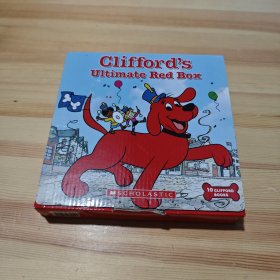 Clifford's
Ultimate Red Box
SCHOLASTIC
10 CLIFFORD
BOOKS